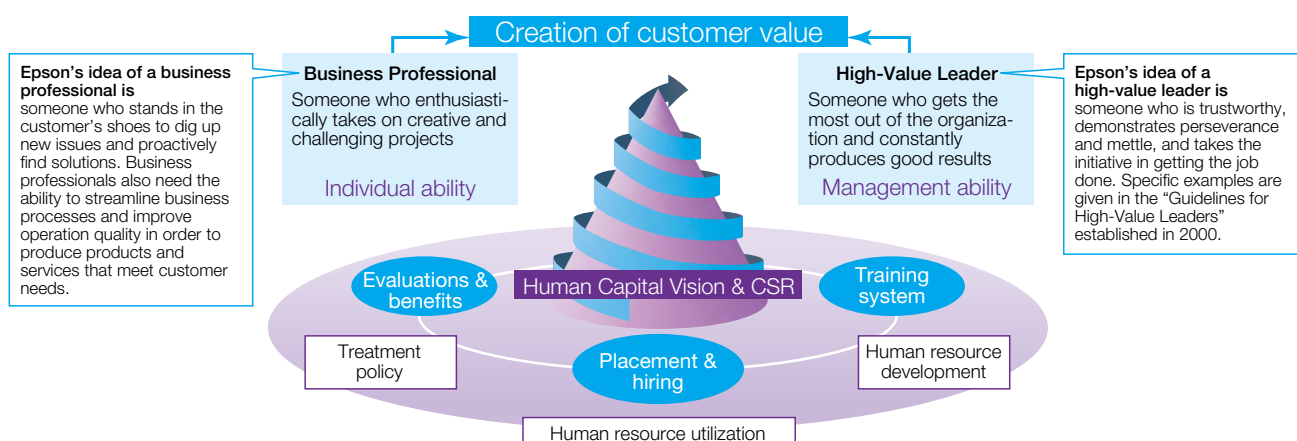 Creation of customer value
Epson's idea of a business
professional is
someone who stands in the
customer's shoes to dig up
new issues and proactively
find solutions. Business
professionals also need the
ability to streamline business
processes and improve
operation quality in order to
produce products and
services that meet customer
needs.
Business Professional
Someone who enthusiasti-
cally takes on creative and
challenging projects
Individual ability
High-Value Leader
Someone who gets the
most out of the organiza-
tion and constantly
produces good results
Management ability
Epson's idea of a
high-value leader is
someone who is trustworthy,
demonstrates perseverance
and mettle, and takes the
initiative in getting the job
done. Specific examples are
given in the “Guidelines for
High-Value Leaders”
established in 2000.
Evaluations &
benefits
Human Capital Vision & CSR
Training
system
Treatment
policy
Placement &
hiring
Human resource
development
Human resource utilization